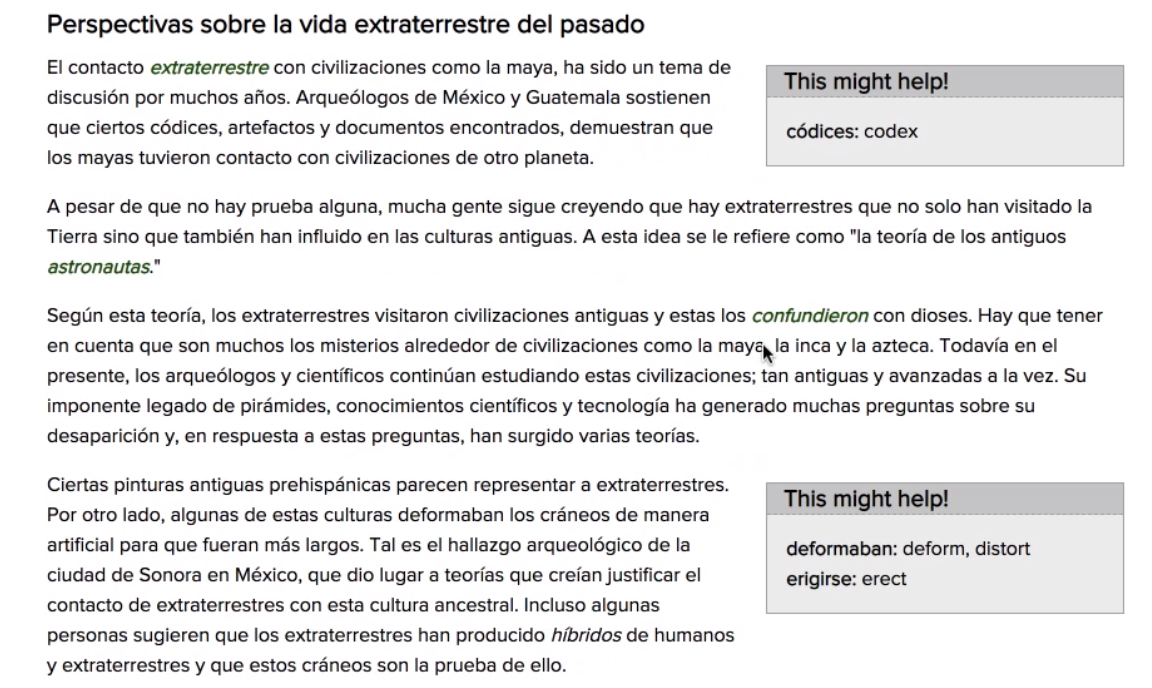 Perspectivas sobre la vida extraterrestre del pasado
El contacto extraterrestre con civilizaciones como la maya, ha sido un tema de
discusión por muchos años. Arqueólogos de México y Guatemala sostienen
que ciertos códices, artefactos y documentos encontrados, demuestran que
los mayas tuvieron contacto con civilizaciones de otro planeta.
This might help!
códices: codex
A pesar de que no hay prueba alguna, mucha gente sigue creyendo que hay extraterrestres que no solo han visitado la
Tierra sino que también han influido en las culturas antiguas. A esta idea se le refiere como "la teoría de los antiguos
astronautas."
Según esta teoría, los extraterrestres visitaron civilizaciones antiguas y estas los confundieron con dioses. Hay que tener
en cuenta que son muchos los misterios alrededor de civilizaciones como la maya, la inca y la azteca. Todavía en el
presente, los arqueólogos y científicos continúan estudiando estas civilizaciones; tan antiguas y avanzadas a la vez. Su
imponente legado de pirámides, conocimientos científicos y tecnología ha generado muchas preguntas sobre su
desaparición y, en respuesta a estas preguntas, han surgido varias teorías.
Ciertas pinturas antiguas prehispánicas parecen representar a extraterrestres.
Por otro lado, algunas de estas culturas deformaban los cráneos de manera
artificial para que fueran más largos. Tal es el hallazgo arqueológico de la
ciudad de Sonora en México, que dio lugar a teorías que creían justificar el
contacto de extraterrestres con esta cultura ancestral. Incluso algunas
personas sugieren que los extraterrestres han producido híbridos de humanos
y extraterrestres y que estos cráneos son la prueba de ello.
This might help!
deformaban: deform, distort
erigirse: erect